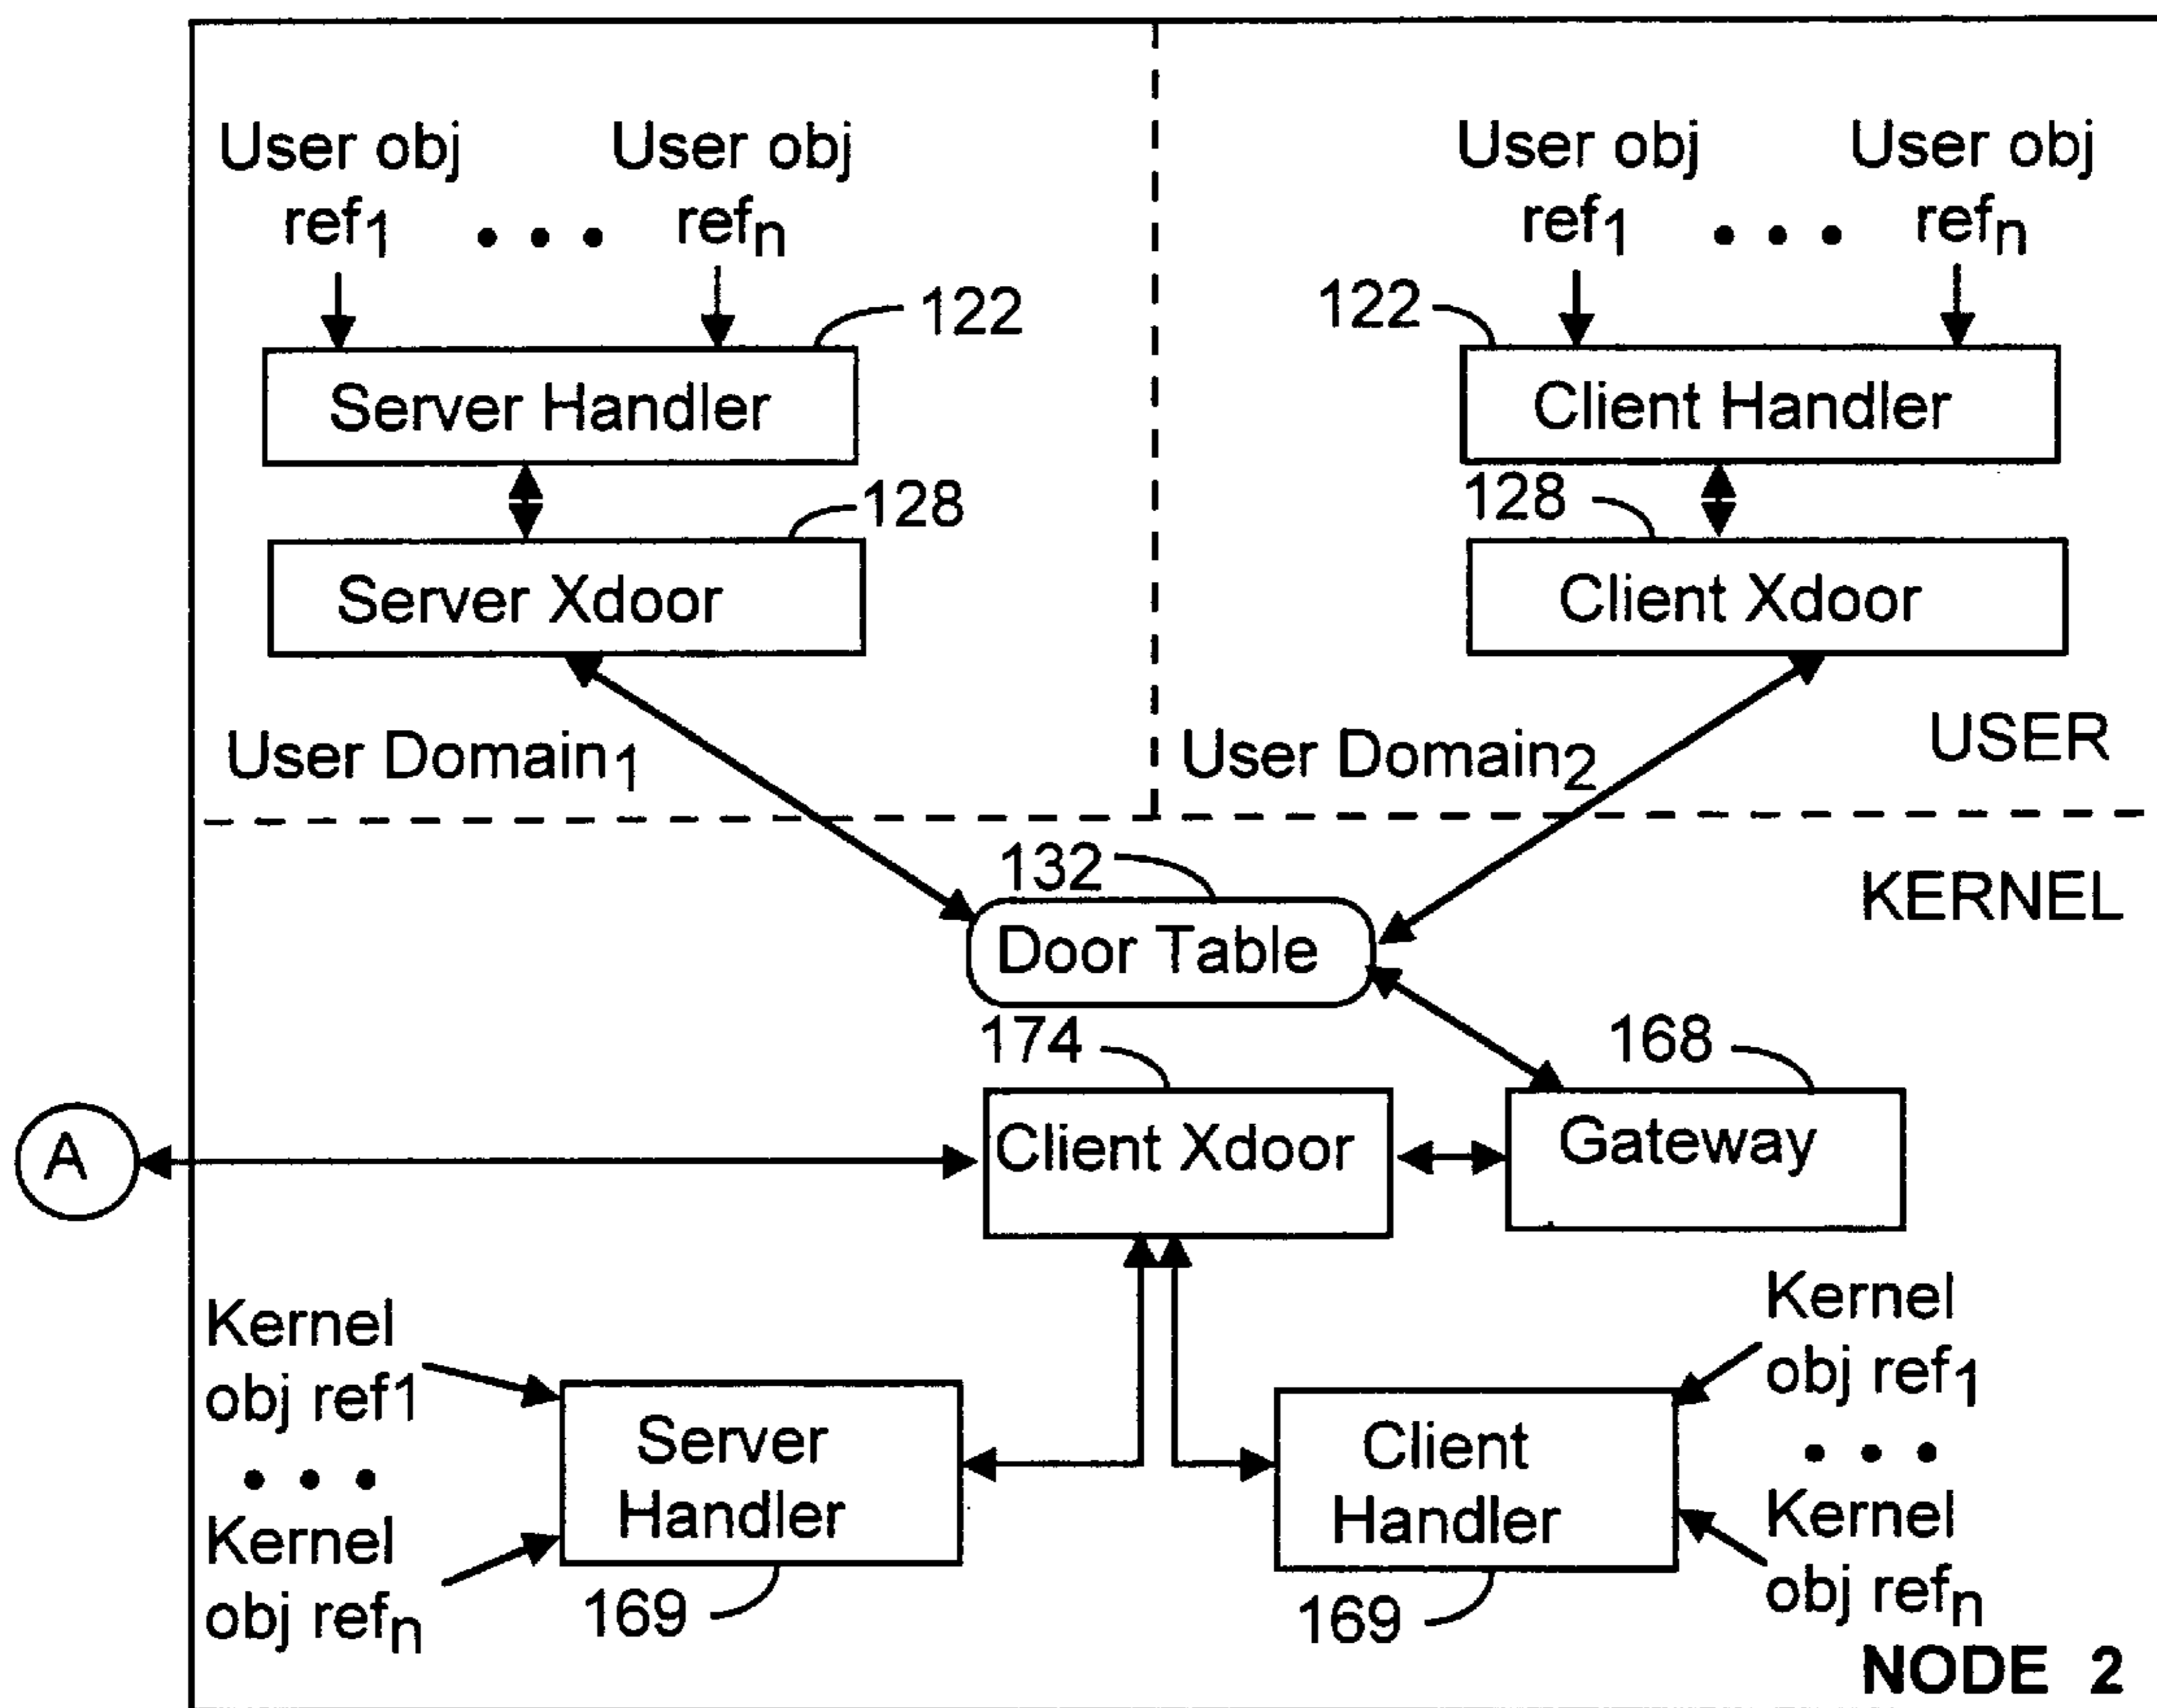 User obj User obj
ref1 • • • refn
User obj User obj
ref1 • • • refn
122
122
Server Handler
Client Handler
128
128
Server Xdoor
Client Xdoor
User Domain1
User Domain2
USER
132
KERNEL
Door Table
174
168
A
Client Xdoor
Gateway
Kernel
obj ref1
• • •
Kernel
obj refn
Server
Handler
169
Client
Handler
169
Kernel
obj ref1
• • •
Kernel
obj refn
NODE 2